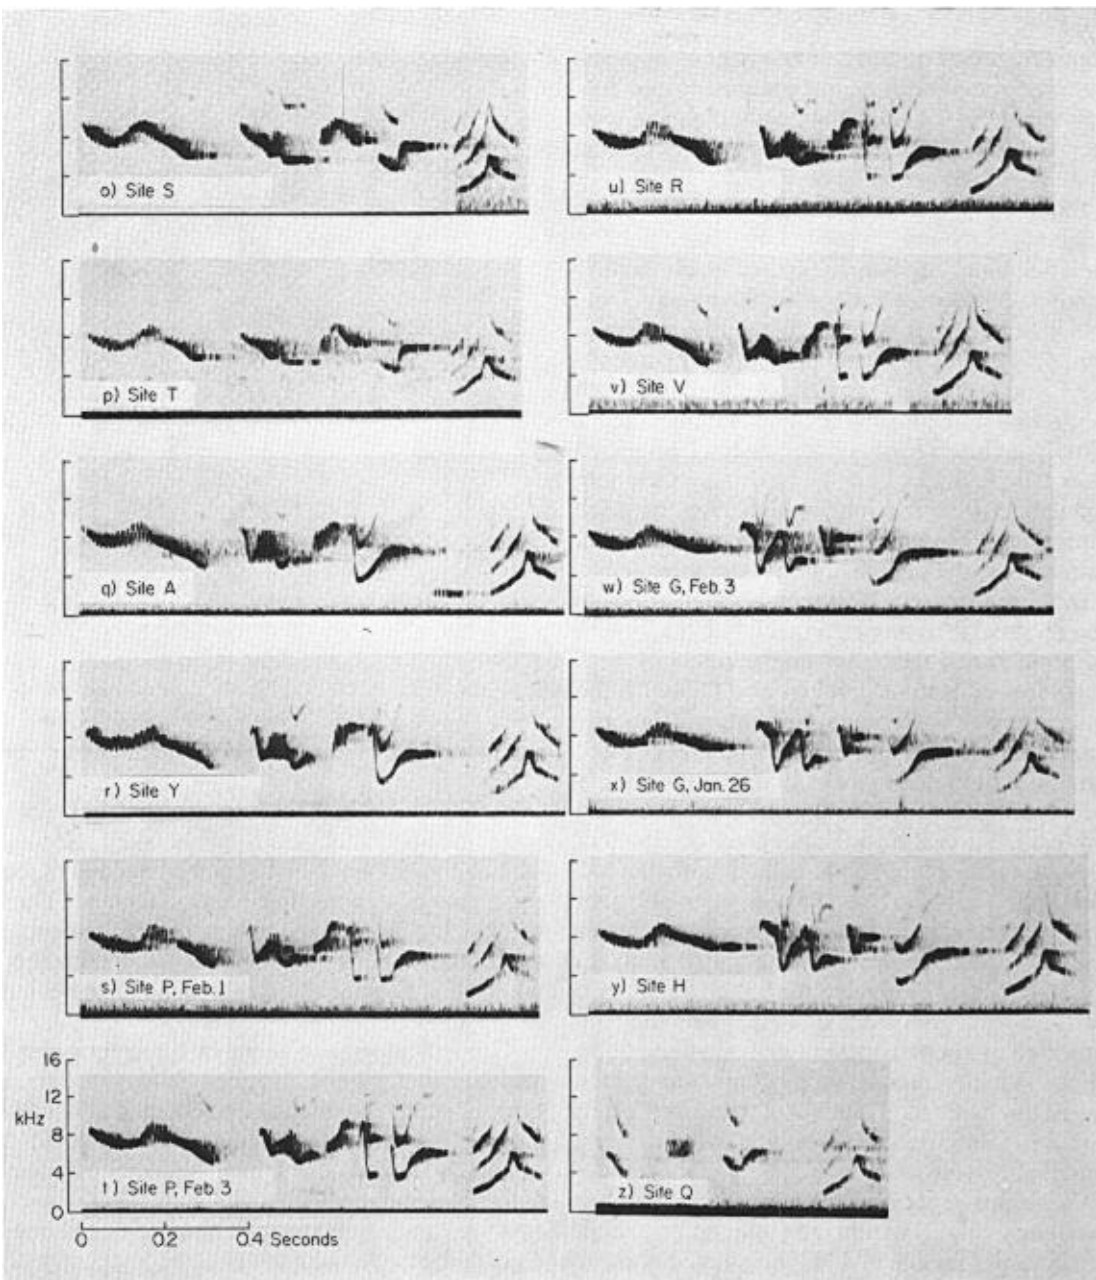 o) Site S
u) Site R
p) Site T
v) Site V
q) Site A
w) Site G, Feb. 3
r) Site Y
x) Site G, Jan. 26
s) Site P, Feb. 1
y) Site H
16
12
kHz
8
4
0
t) Site P, Feb. 3
z) Site Q
0 0.2 0.4 Seconds